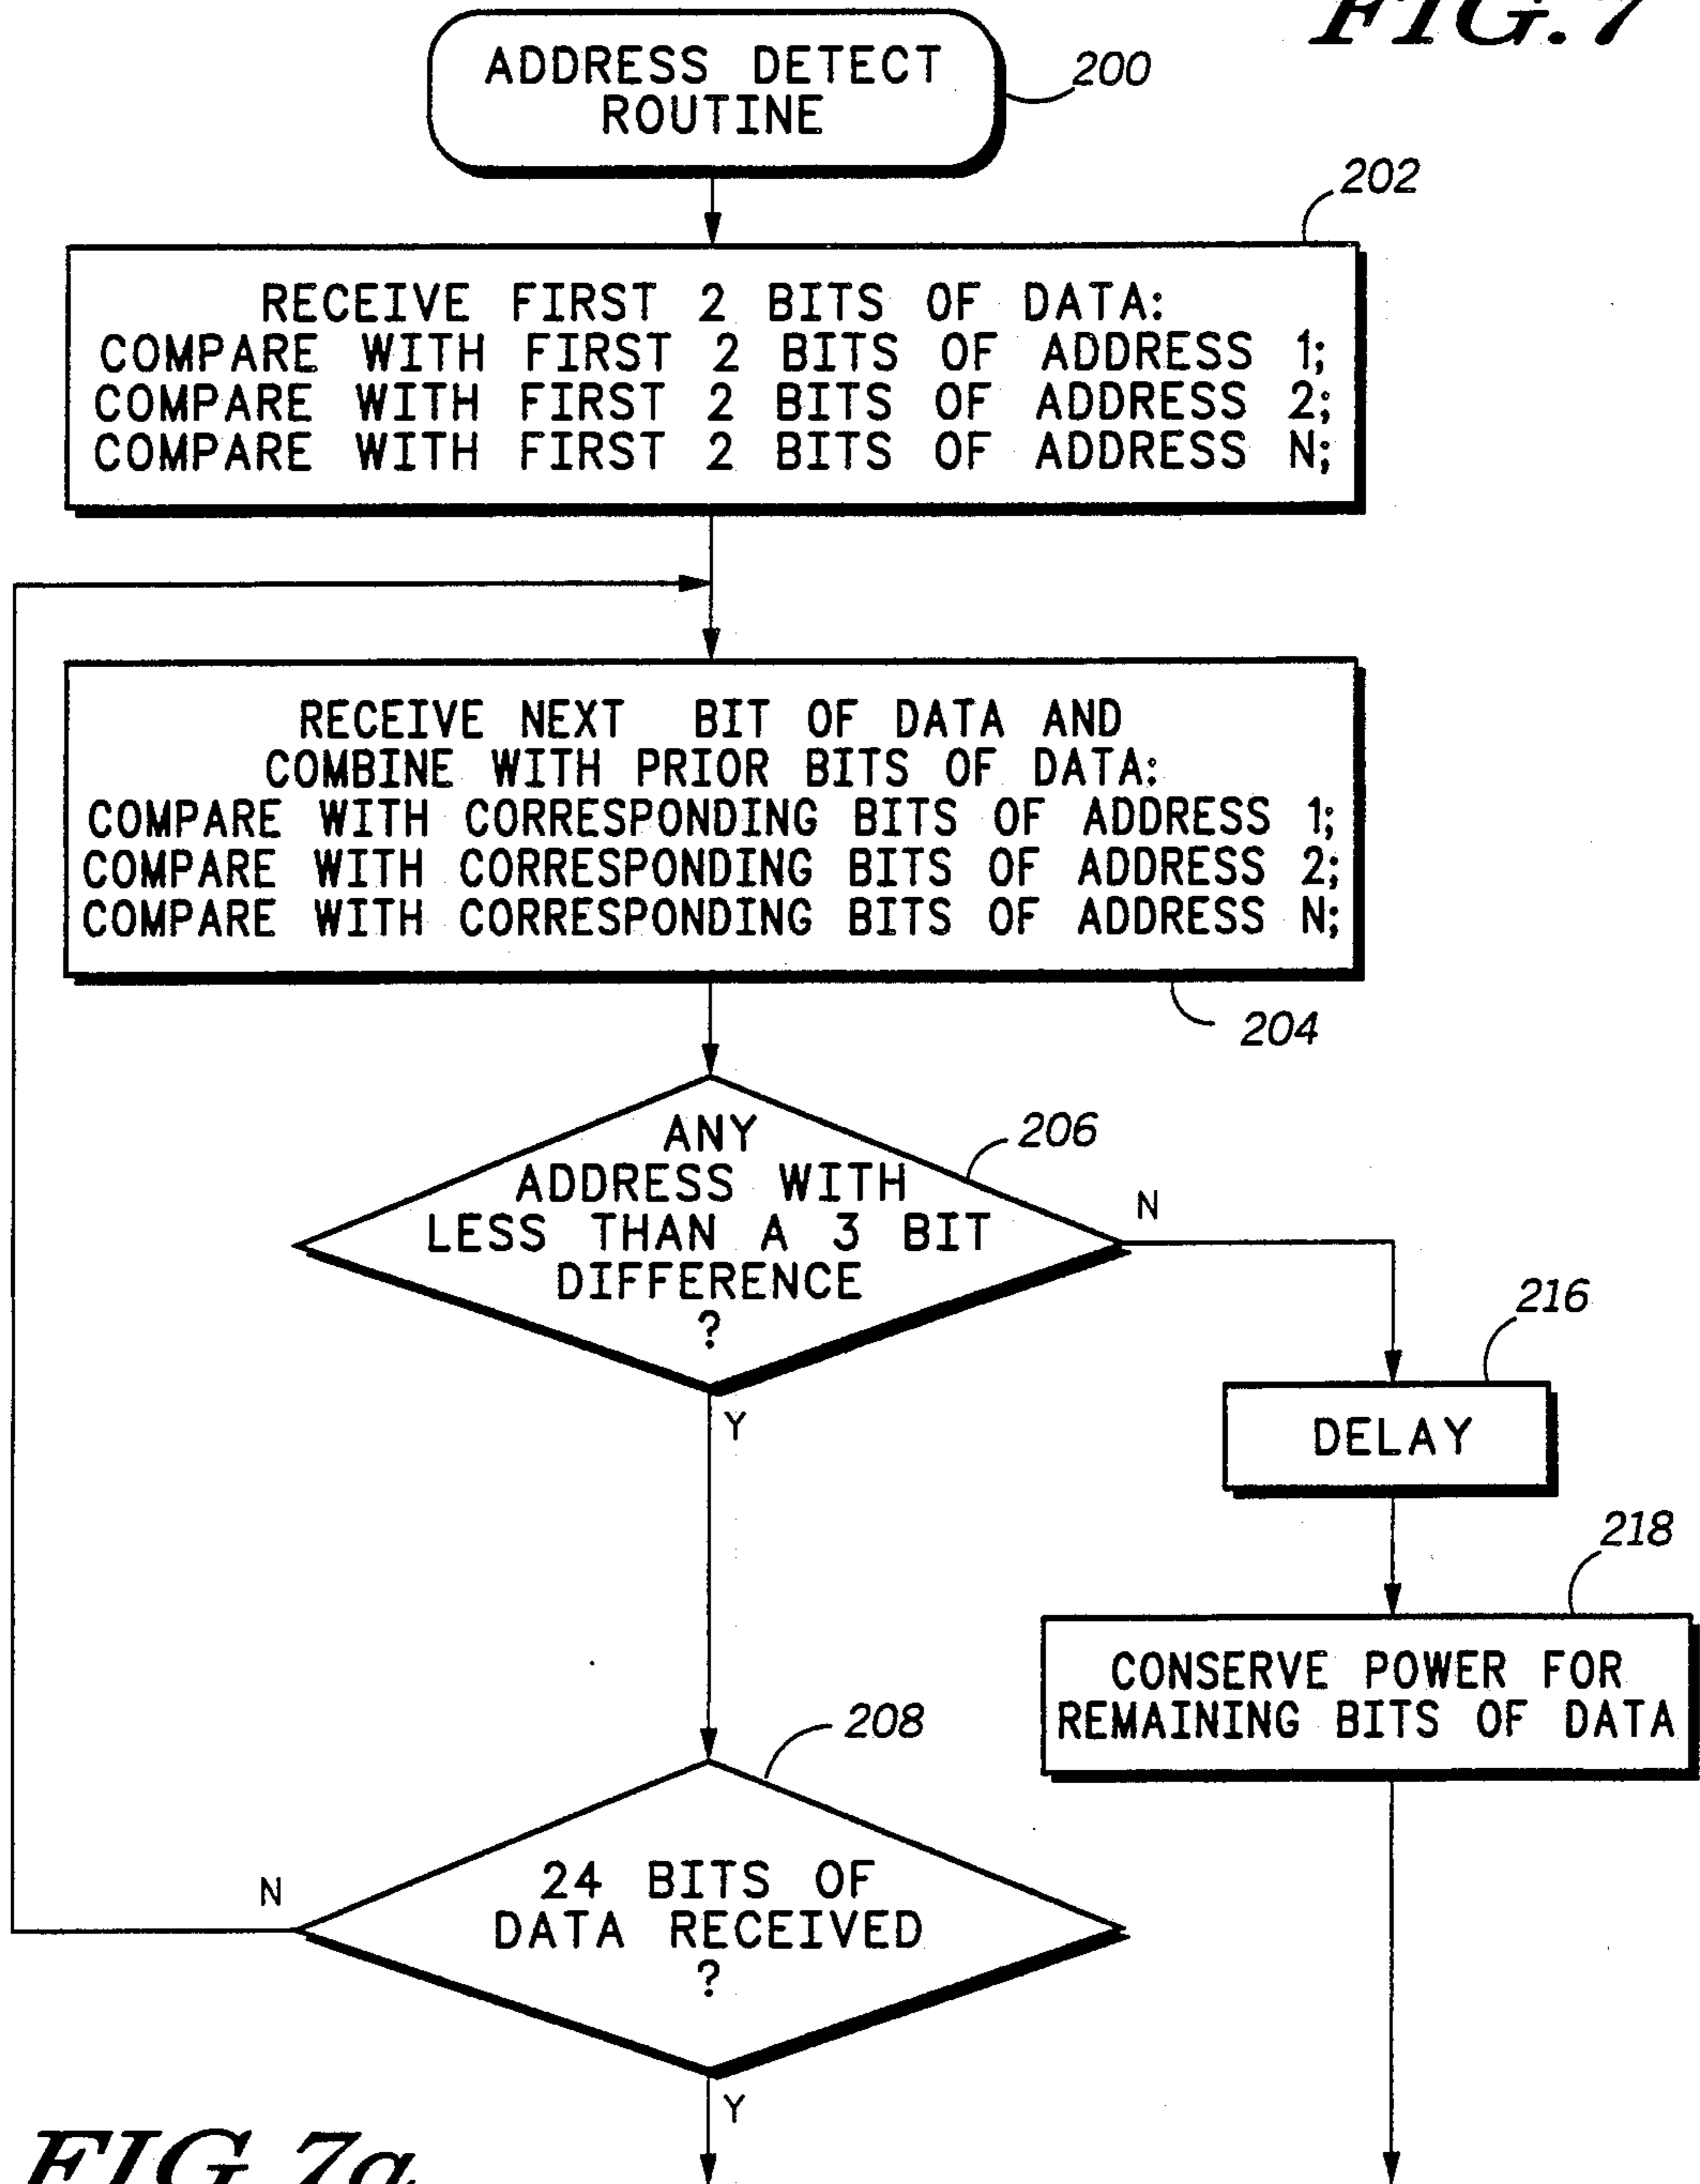 FIG. 7
ADDRESS DETECT
ROUTINE
200
202
RECEIVE FIRST 2 BITS OF DATA:
COMPARE WITH FIRST 2 BITS OF ADDRESS 1;
COMPARE WITH FIRST 2 BITS OF ADDRESS 2;
COMPARE WITH FIRST 2 BITS OF ADDRESS N;
RECEIVE NEXT BIT OF DATA AND
COMBINE WITH PRIOR BITS OF DATA:
COMPARE WITH CORRESPONDING BITS OF ADDRESS 1;
COMPARE WITH CORRESPONDING BITS OF ADDRESS 2;
COMPARE WITH CORRESPONDING BITS OF ADDRESS N;
204
206
ANY
ADDRESS WITH
LESS THAN A 3 BIT
DIFFERENCE
?
N
Y
216
DELAY
218
CONSERVE POWER FOR
REMAINING BITS OF DATA
208
24 BITS OF
DATA RECEIVED
?
N
Y
FIG. 7a